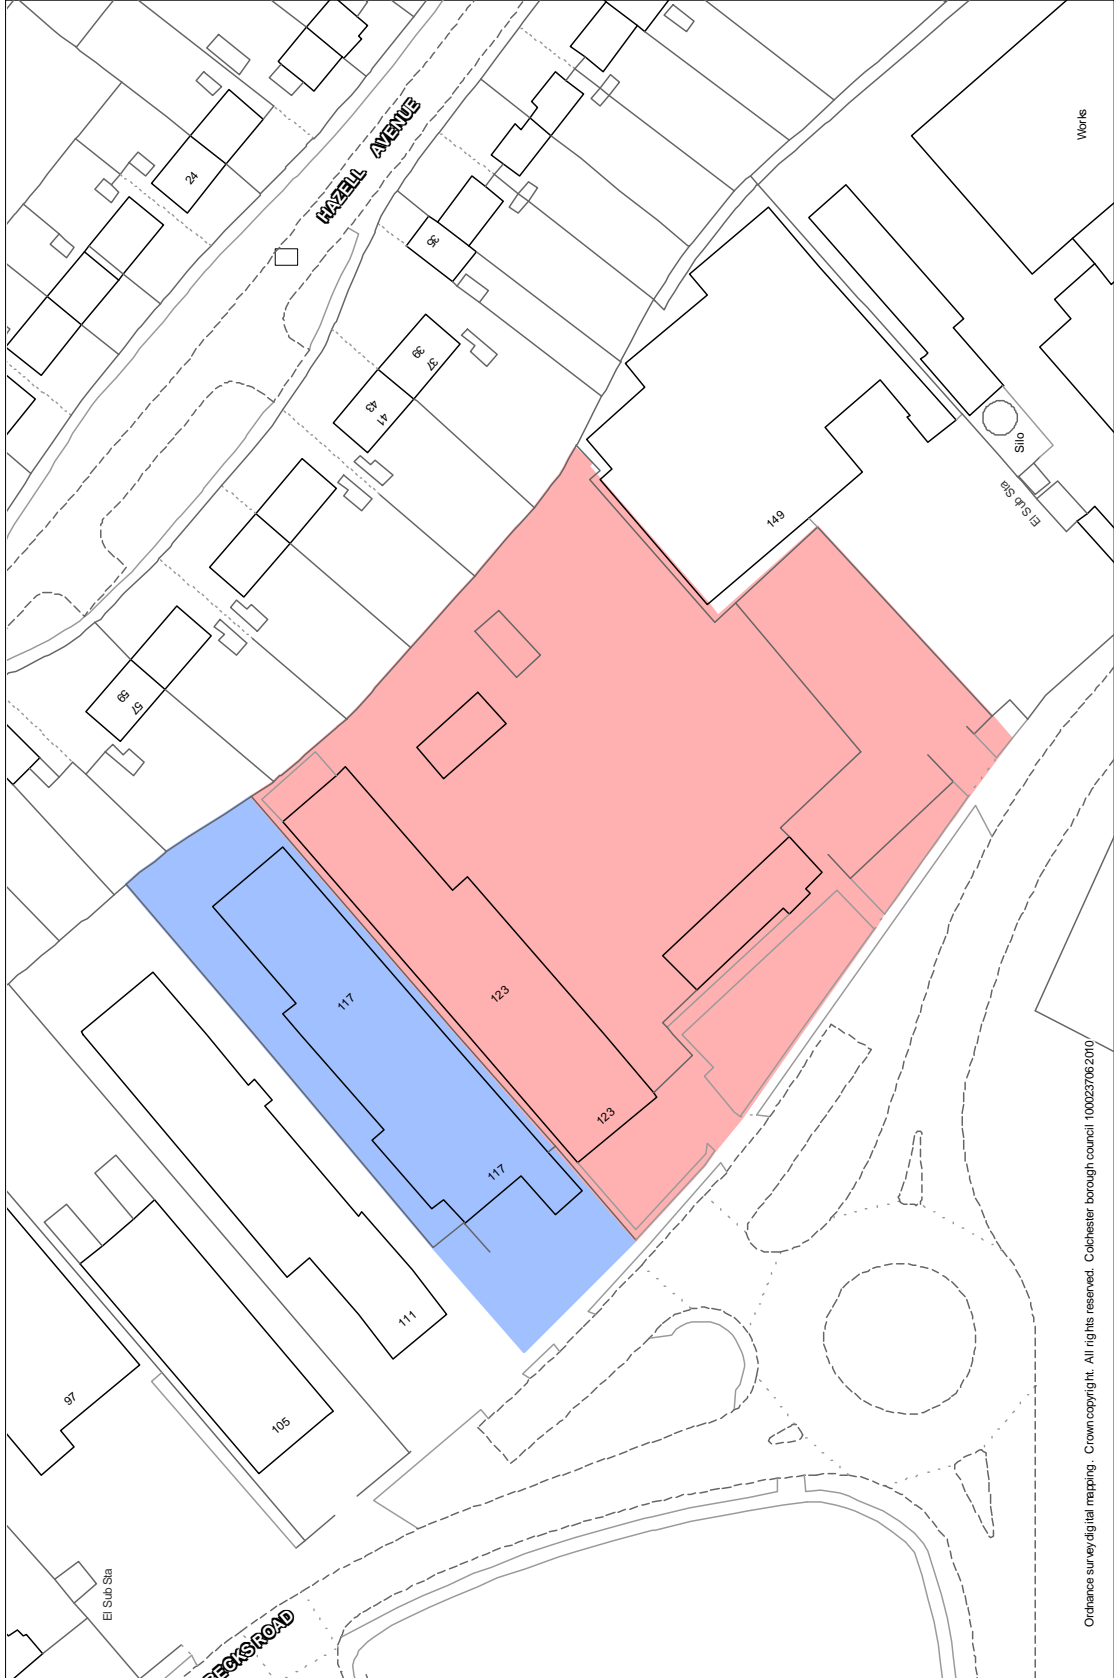 Works
HAZELL AVENUE
24
35
39
37
43
41
Silo
El Sub Sta
149
59
57
117
123
123
117
111
105
97
El Sub Sta
Ordnance survey digital mapping. Crown copyright. All rights reserved. Colchester borough council 100023706 2010